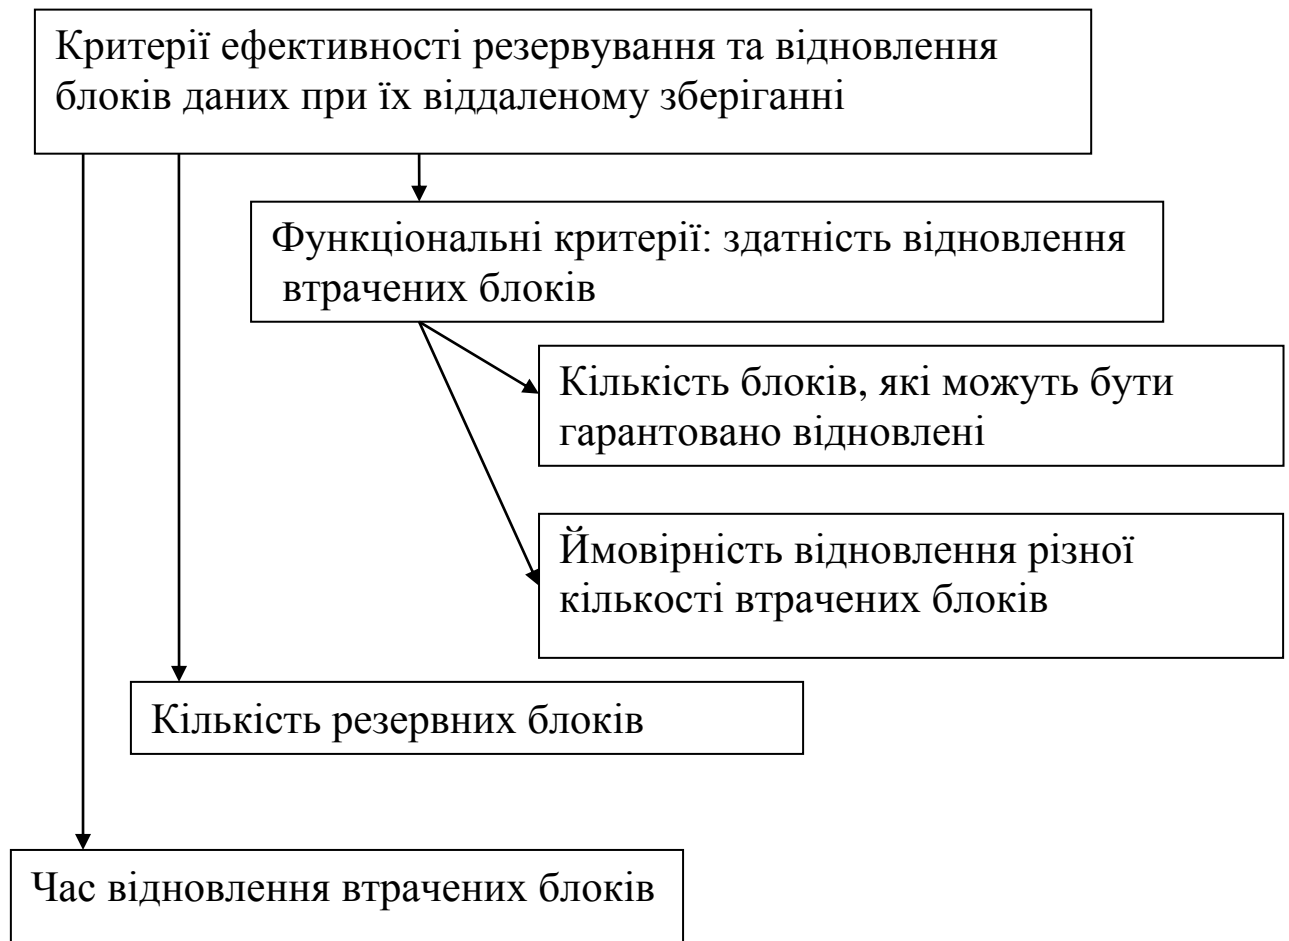 Критерії ефективності резервування та відновлення
блоків даних при їх віддаленому зберіганні
Функціональні критерії: здатність відновлення
втрачених блоків
Кількість блоків, які можуть бути
гарантовано відновлені
Ймовірність відновлення різної
кількості втрачених блоків
Кількість резервних блоків
Час відновлення втрачених блоків